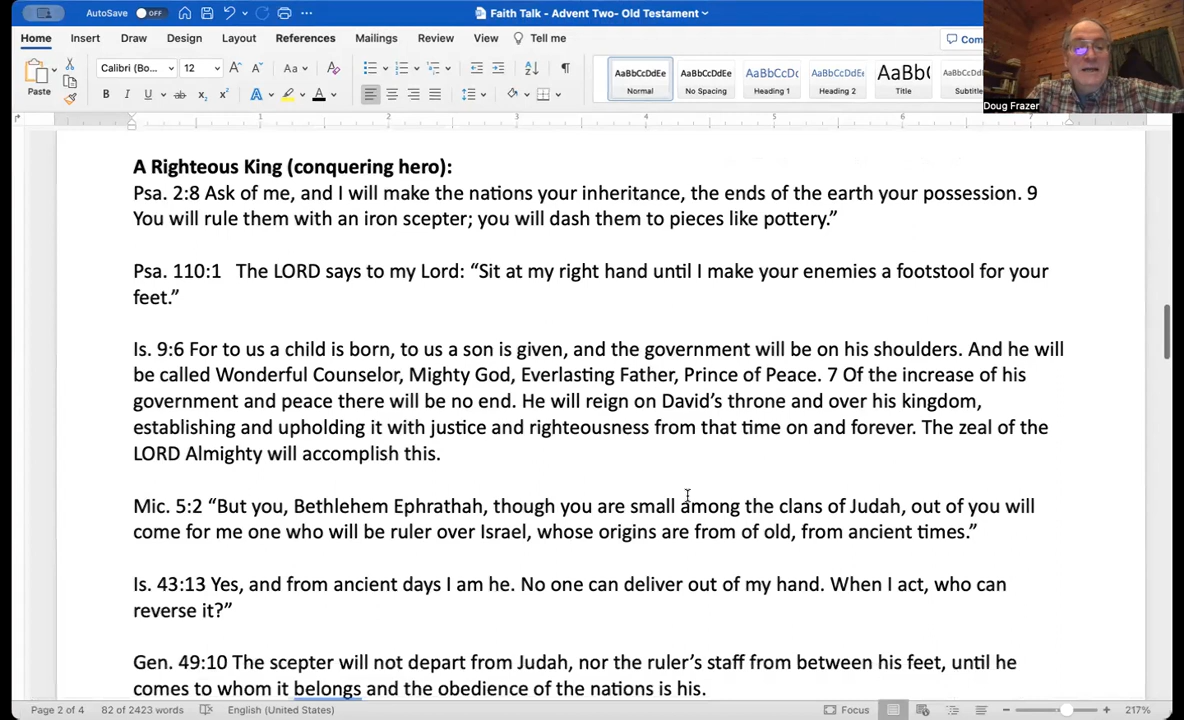 AutoSave OFF
Faith Talk - Advent Two- Old Testament
Home Insert Draw Design Layout References Mailings Review View Tell me
Paste
Calibri (Bo... 12
AaBbCcDdEe AaBbCcDdEe AaBbCcDc AaBbCcDdEe AaBb(
Normal No Spacing Heading 1 Heading 2 Title Subtitle
Doug Frazer
1 2 3 4 5 6
A Righteous King (conquering hero):
Psa. 2:8 Ask of me, and I will make the nations your inheritance, the ends of the earth your possession. 9
You will rule them with an iron scepter; you will dash them to pieces like pottery.”
Psa. 110:1 The LORD says to my Lord: “Sit at my right hand until I make your enemies a footstool for your
feet.”
Is. 9:6 For to us a child is born, to us a son is given, and the government will be on his shoulders. And he will
be called Wonderful Counselor, Mighty God, Everlasting Father, Prince of Peace. 7 Of the increase of his
government and peace there will be no end. He will reign on David’s throne and over his kingdom,
establishing and upholding it with justice and righteousness from that time on and forever. The zeal of the
LORD Almighty will accomplish this.
Mic. 5:2 “But you, Bethlehem Ephrathah, though you are small among the clans of Judah, out of you will
come for me one who will be ruler over Israel, whose origins are from of old, from ancient times.”
Is. 43:13 Yes, and from ancient days I am he. No one can deliver out of my hand. When I act, who can
reverse it?”
Gen. 49:10 The scepter will not depart from Judah, nor the ruler’s staff from between his feet, until he
comes to whom it belongs and the obedience of the nations is his.
Page 2 of 4 82 of 2423 words English (United States) Focus 217%